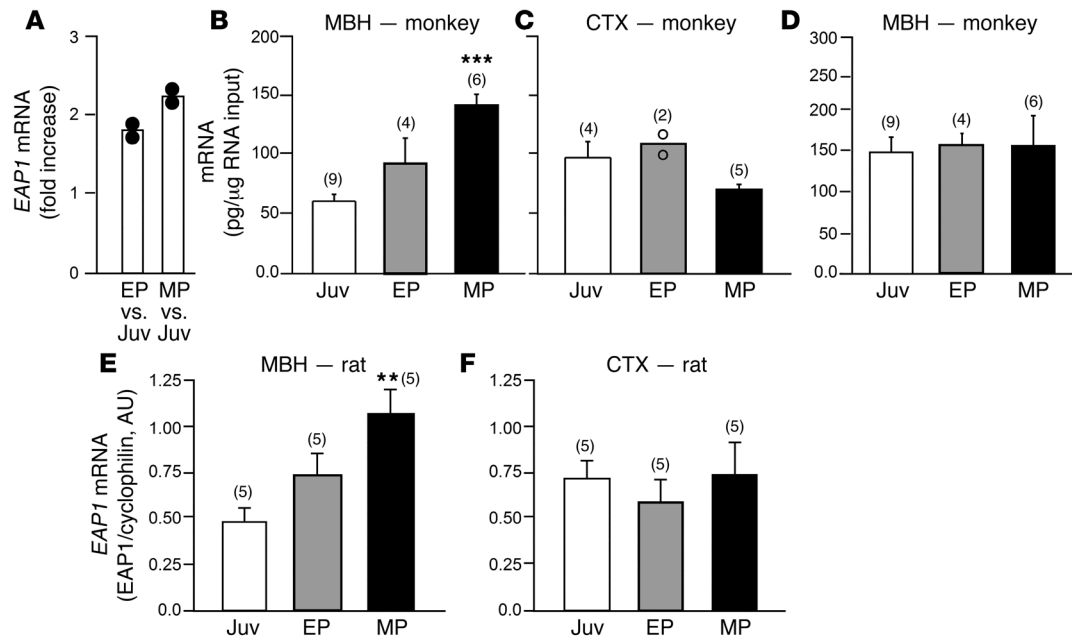 A
EAP1 mRNA
(fold increase)
3
2
1
0
EP
vs.
Juv
MP
vs.
Juv
B
MBH – monkey
mRNA
(pg/µg RNA input)
200
150
100
50
0.0
(9)
(4)
***
(6)
Juv
EP
MP
C
CTX – monkey
(4)
(2)
(5)
Juv
EP
MP
D
MBH – monkey
300
250
200
150
100
50
0.0
(9)
(4)
(6)
Juv
EP
MP
E
MBH – rat
EAP1 mRNA
(EAP1/cyclophilin, AU)
1.25
1.00
0.75
0.50
0.25
0.0
(5)
(5)
**(5)
Juv
EP
MP
F
CTX – rat
1.25
1.00
0.75
1.00
0.25
0.00
(5)
(5)
(5)
Juv
EP
MP